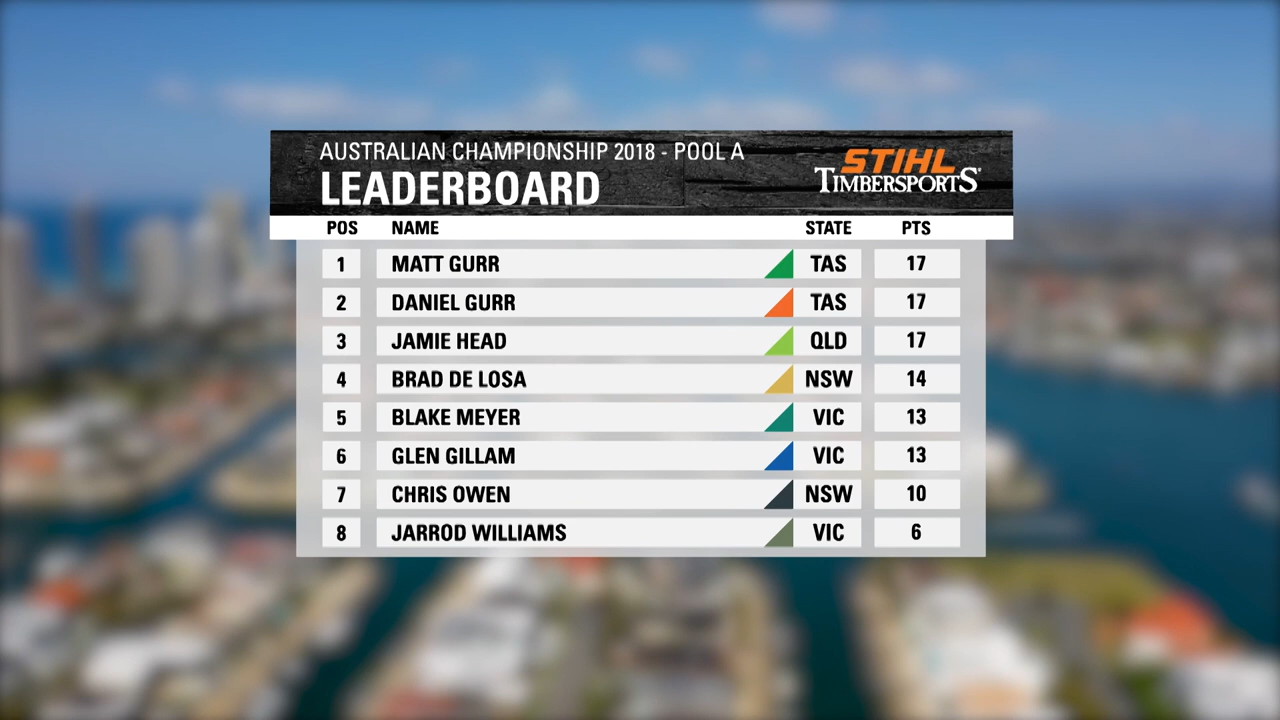 AUSTRALIAN CHAMPIONSHIP 2018 - POOL A
LEADERBOARD
STIHL
TIMBERSPORTS®
POS NAME STATE PTS
1 MATT GURR TAS 17
2 DANIEL GURR TAS 17
3 JAMIE HEAD QLD 17
4 BRAD DE LOSA NSW 14
5 BLAKE MEYER VIC 13
6 GLEN GILLAM VIC 13
7 CHRIS OWEN NSW 10
8 JARROD WILLIAMS VIC 6